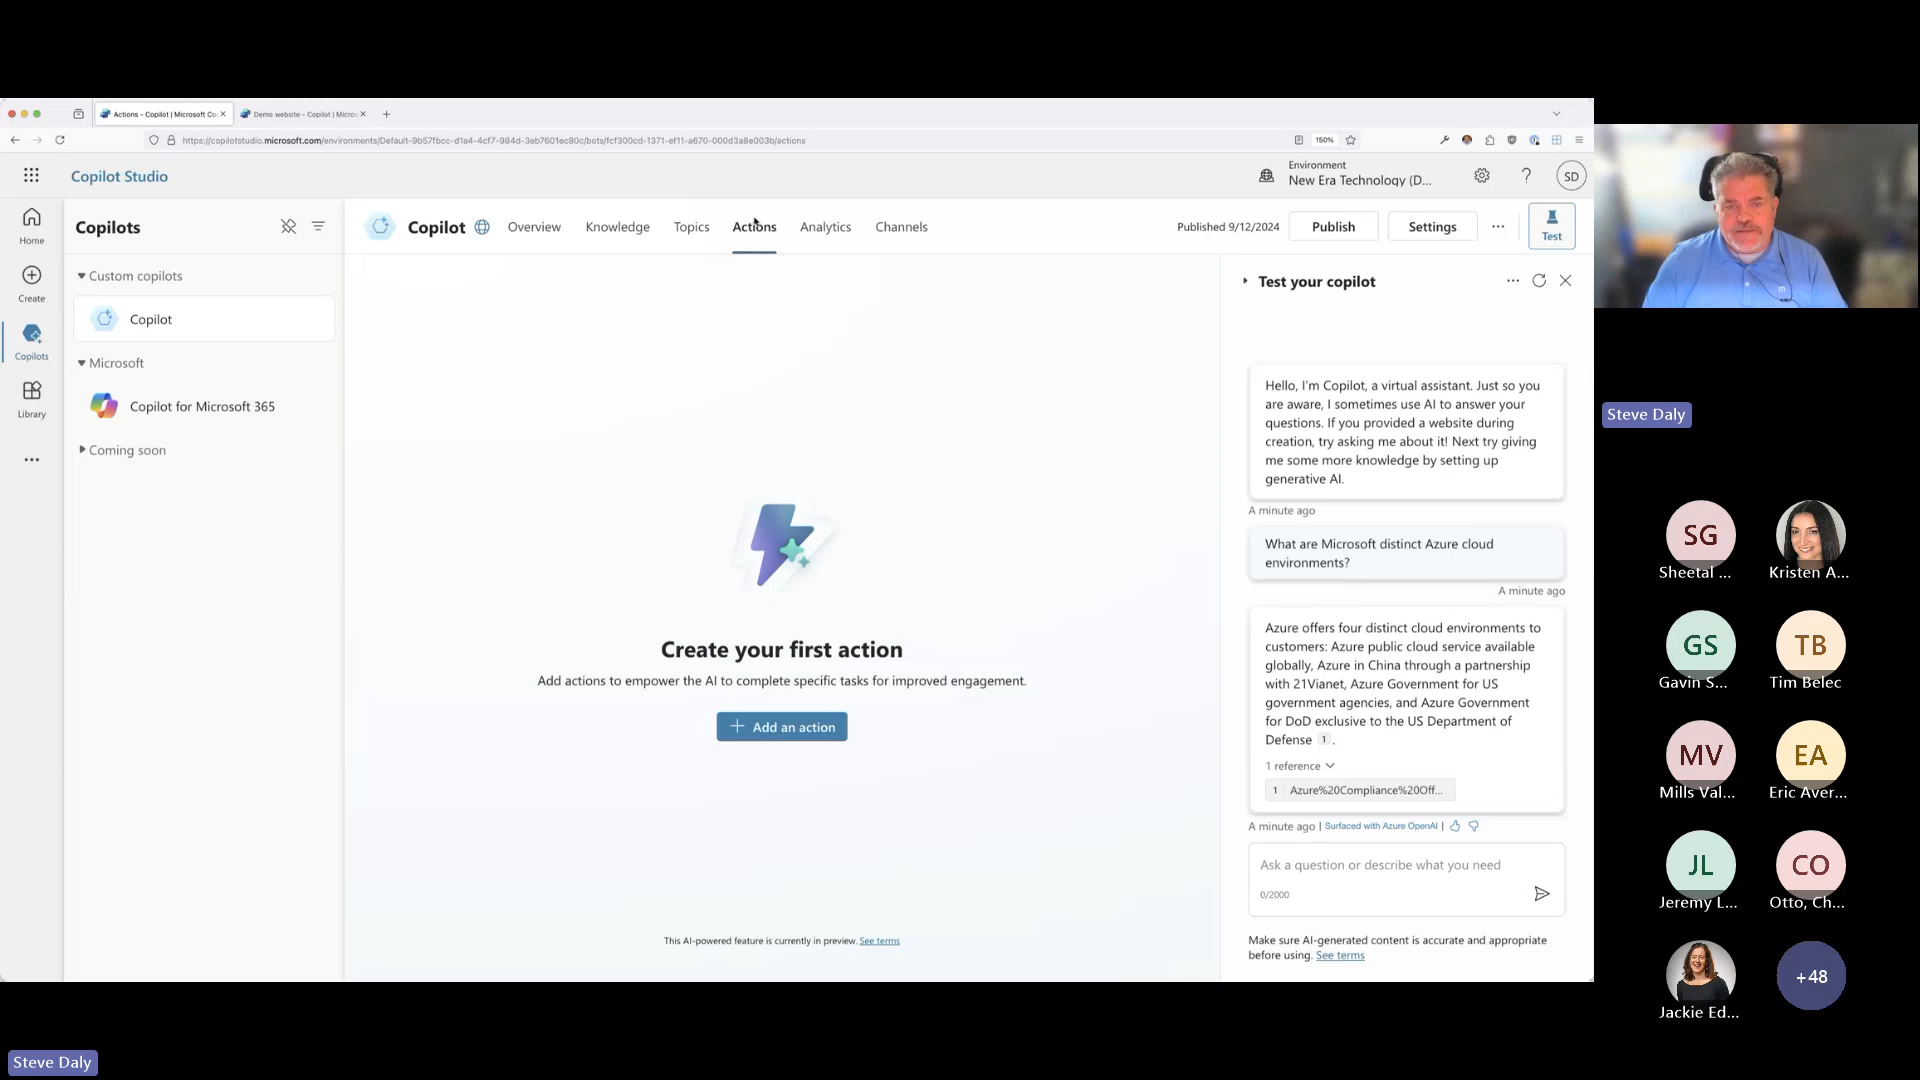 Actions - Copilot | Microsoft Co
Demo website - Copilot | Micro
https://copilotstudio.microsoft.com/environments/Default-9b57fbcc-d1a4-4cf7-984d-3eb7601ec80c/bots/fcf300cd-1371-ef11-a670-000d3a8e003b/actions
150%
Copilot Studio
Environment
New Era Technology (D...
SD
Home
Create
Copilots
Library
Copilots
Custom copilots
Copilot
Microsoft
Copilot for Microsoft 365
Coming soon
Copilot
Overview
Knowledge
Topics
Actions
Analytics
Channels
Published 9/12/2024
Publish
Settings
Test
Create your first action
Add actions to empower the AI to complete specific tasks for improved engagement.
Add an action
This AI-powered feature is currently in preview. See terms
Test your copilot
Hello, I'm Copilot, a virtual assistant. Just so you
are aware, I sometimes use AI to answer your
questions. If you provided a website during
creation, try asking me about it! Next try giving
me some more knowledge by setting up
generative AI.
A minute ago
What are Microsoft distinct Azure cloud
environments?
A minute ago
Azure offers four distinct cloud environments to
customers: Azure public cloud service available
globally, Azure in China through a partnership
with 21Vianet, Azure Government for US
government agencies, and Azure Government
for DoD exclusive to the US Department of
Defense 1 .
1 reference
1 Azure%20Compliance%20Off...
A minute ago | Surfaced with Azure OpenAI |
Ask a question or describe what you need
0/2000
Make sure AI-generated content is accurate and appropriate
before using. See terms
Steve Daly
SG
Sheetal ...
Kristen A...
GS
Gavin S...
TB
Tim Belec
MV
Mills Val...
EA
Eric Aver...
JL
Jeremy L...
CO
Otto, Ch...
Jackie Ed...
+48
Steve Daly